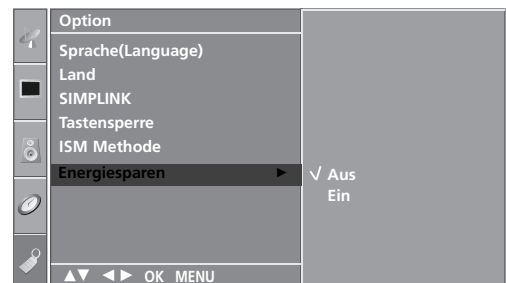 Option
Sprache(Language)
Land
SIMPLINK
Tastensperre
ISM Methode
Energiesparen ►
√ Aus
Ein
▲▼ ◄► OK MENU